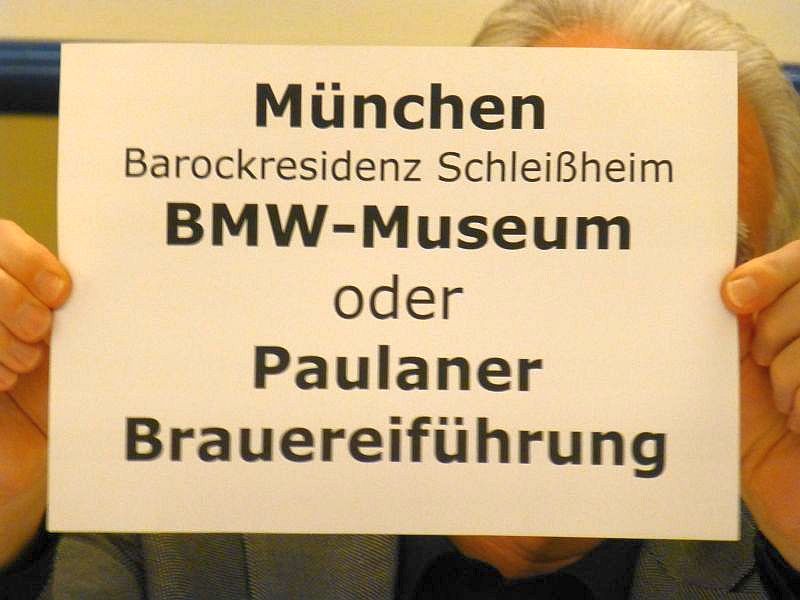 München
Barockresidenz Schleißheim
BMW-Museum
oder
Paulaner
Brauereiführung